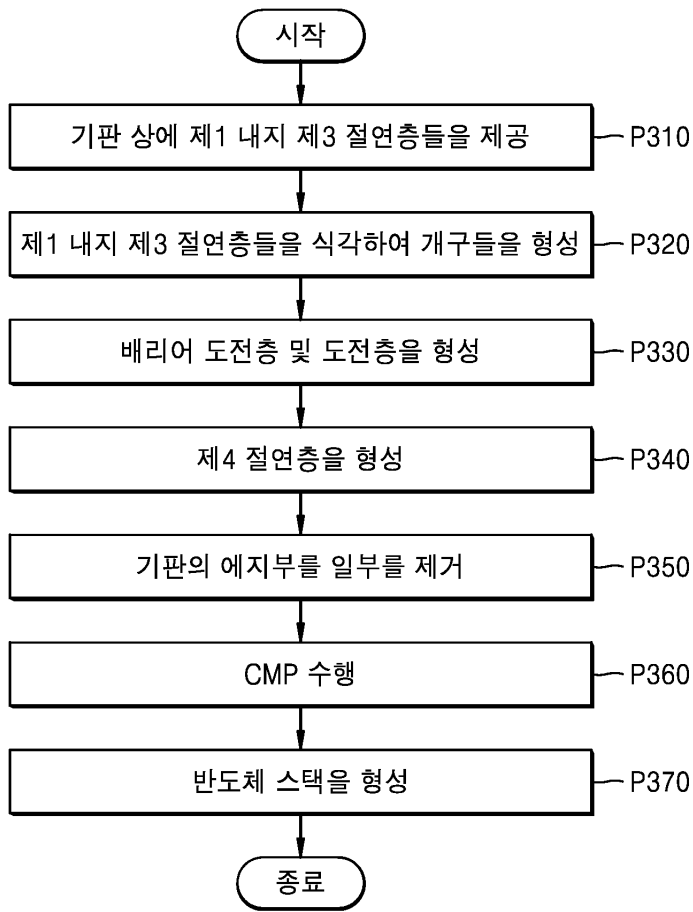 시작
기판 상에 제1 내지 제3 절연층들을 제공 P310
제1 내지 제3 절연층들을 식각하여 개구들을 형성 P320
배리어 도전층 및 도전층을 형성 P330
제4 절연층을 형성 P340
기판의 에지부를 일부를 제거 P350
CMP 수행 P360
반도체 스택을 형성 P370
종료